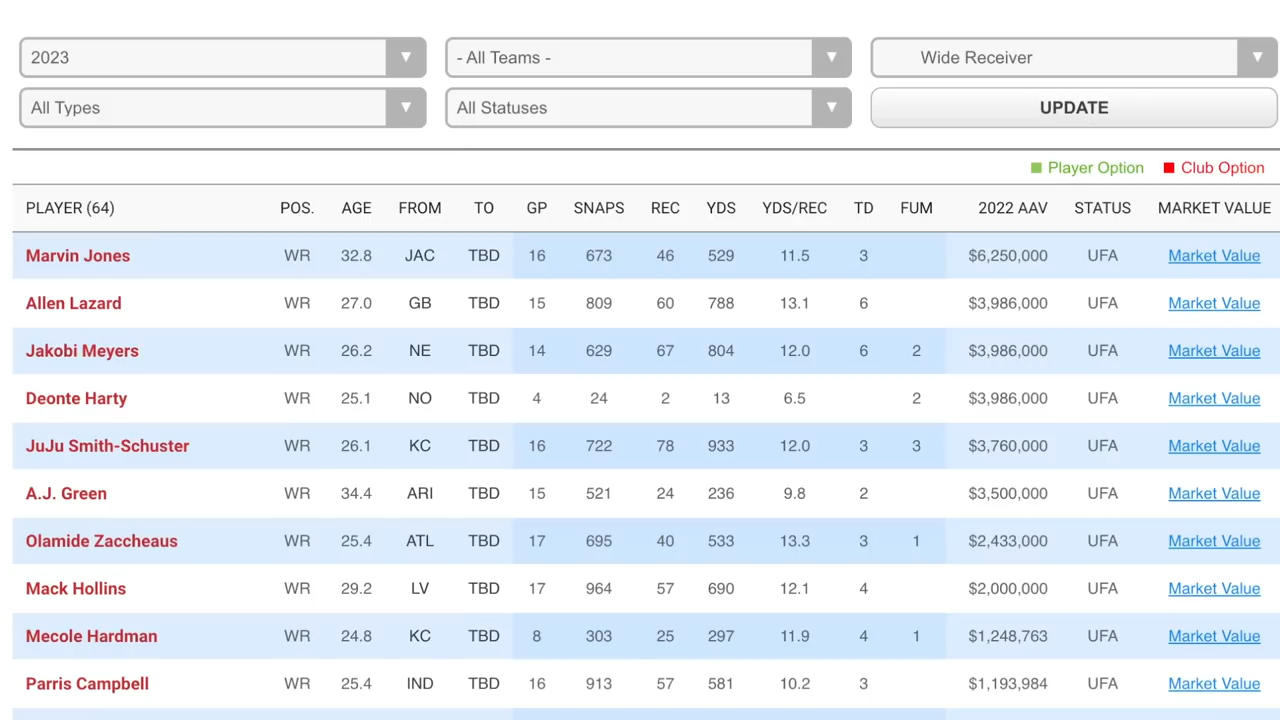 2023 ▼ - All Teams - ▼ Wide Receiver ▼
All Types ▼ All Statuses ▼ UPDATE
Player Option Club Option
PLAYER (64) POS. AGE FROM TO GP SNAPS REC YDS YDS/REC TD FUM 2022 AAV STATUS MARKET VALUE
Marvin Jones WR 32.8 JAC TBD 16 673 46 529 11.5 3 $6,250,000 UFA Market Value
Allen Lazard WR 27.0 GB TBD 15 809 60 788 13.1 6 $3,986,000 UFA Market Value
Jakobi Meyers WR 26.2 NE TBD 14 629 67 804 12.0 6 2 $3,986,000 UFA Market Value
Deonte Harty WR 25.1 NO TBD 4 24 2 13 6.5 2 $3,986,000 UFA Market Value
JuJu Smith-Schuster WR 26.1 KC TBD 16 722 78 933 12.0 3 3 $3,760,000 UFA Market Value
A.J. Green WR 34.4 ARI TBD 15 521 24 236 9.8 2 $3,500,000 UFA Market Value
Olamide Zaccheaus WR 25.4 ATL TBD 17 695 40 533 13.3 3 1 $2,433,000 UFA Market Value
Mack Hollins WR 29.2 LV TBD 17 964 57 690 12.1 4 $2,000,000 UFA Market Value
Mecole Hardman WR 24.8 KC TBD 8 303 25 297 11.9 4 1 $1,248,763 UFA Market Value
Parris Campbell WR 25.4 IND TBD 16 913 57 581 10.2 3 $1,193,984 UFA Market Value